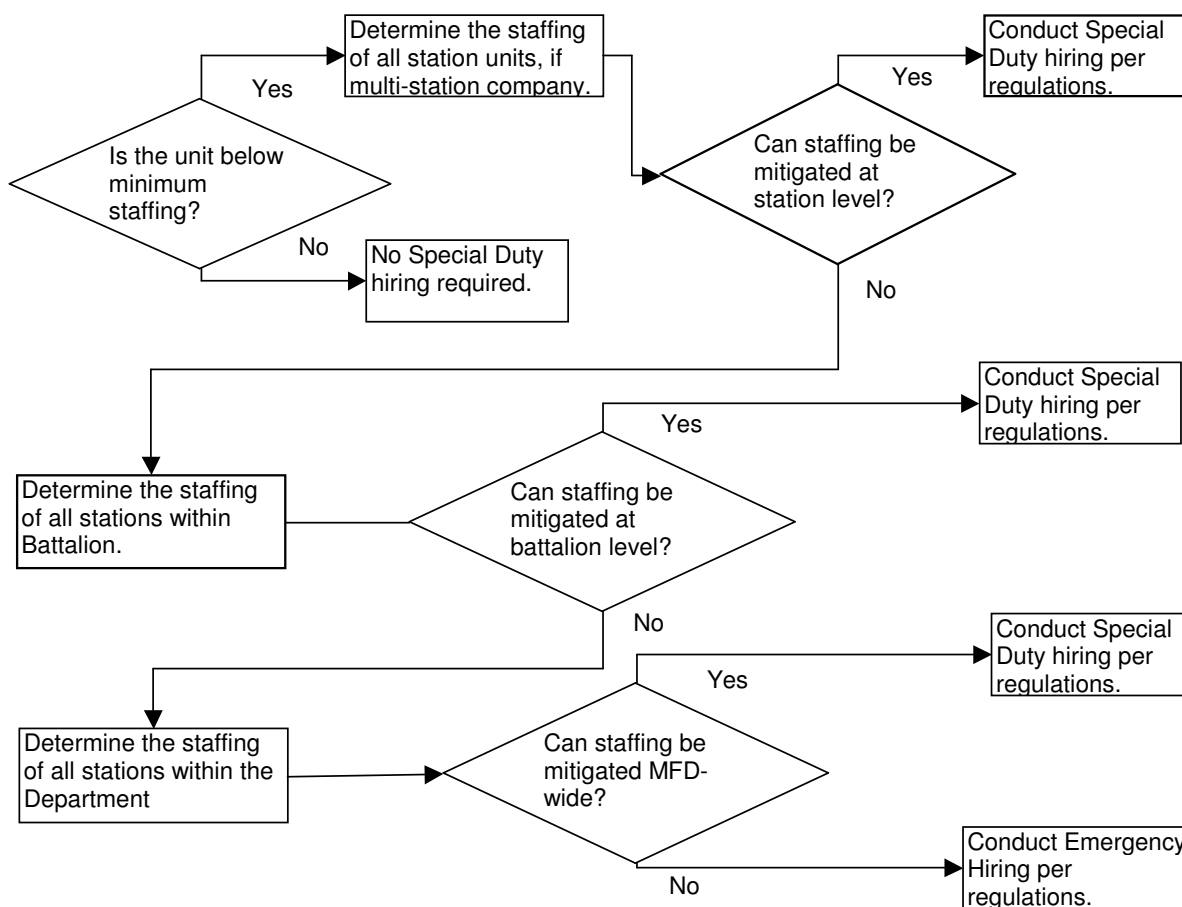 Determine the staffing
of all station units, if
multi-station company.
Conduct Special
Duty hiring per
regulations.
Yes
Yes
Is the unit below
minimum
staffing?
Can staffing be
mitigated at
station level?
No
No Special Duty
hiring required.
No
Conduct Special
Duty hiring per
regulations.
Yes
Determine the staffing
of all stations within
Battalion.
Can staffing be
mitigated at
battalion level?
No
Conduct Special
Duty hiring per
regulations.
Yes
Determine the staffing
of all stations within the
Department
Can staffing be
mitigated MFD-
wide?
No
Conduct Emergency
Hiring per
regulations.